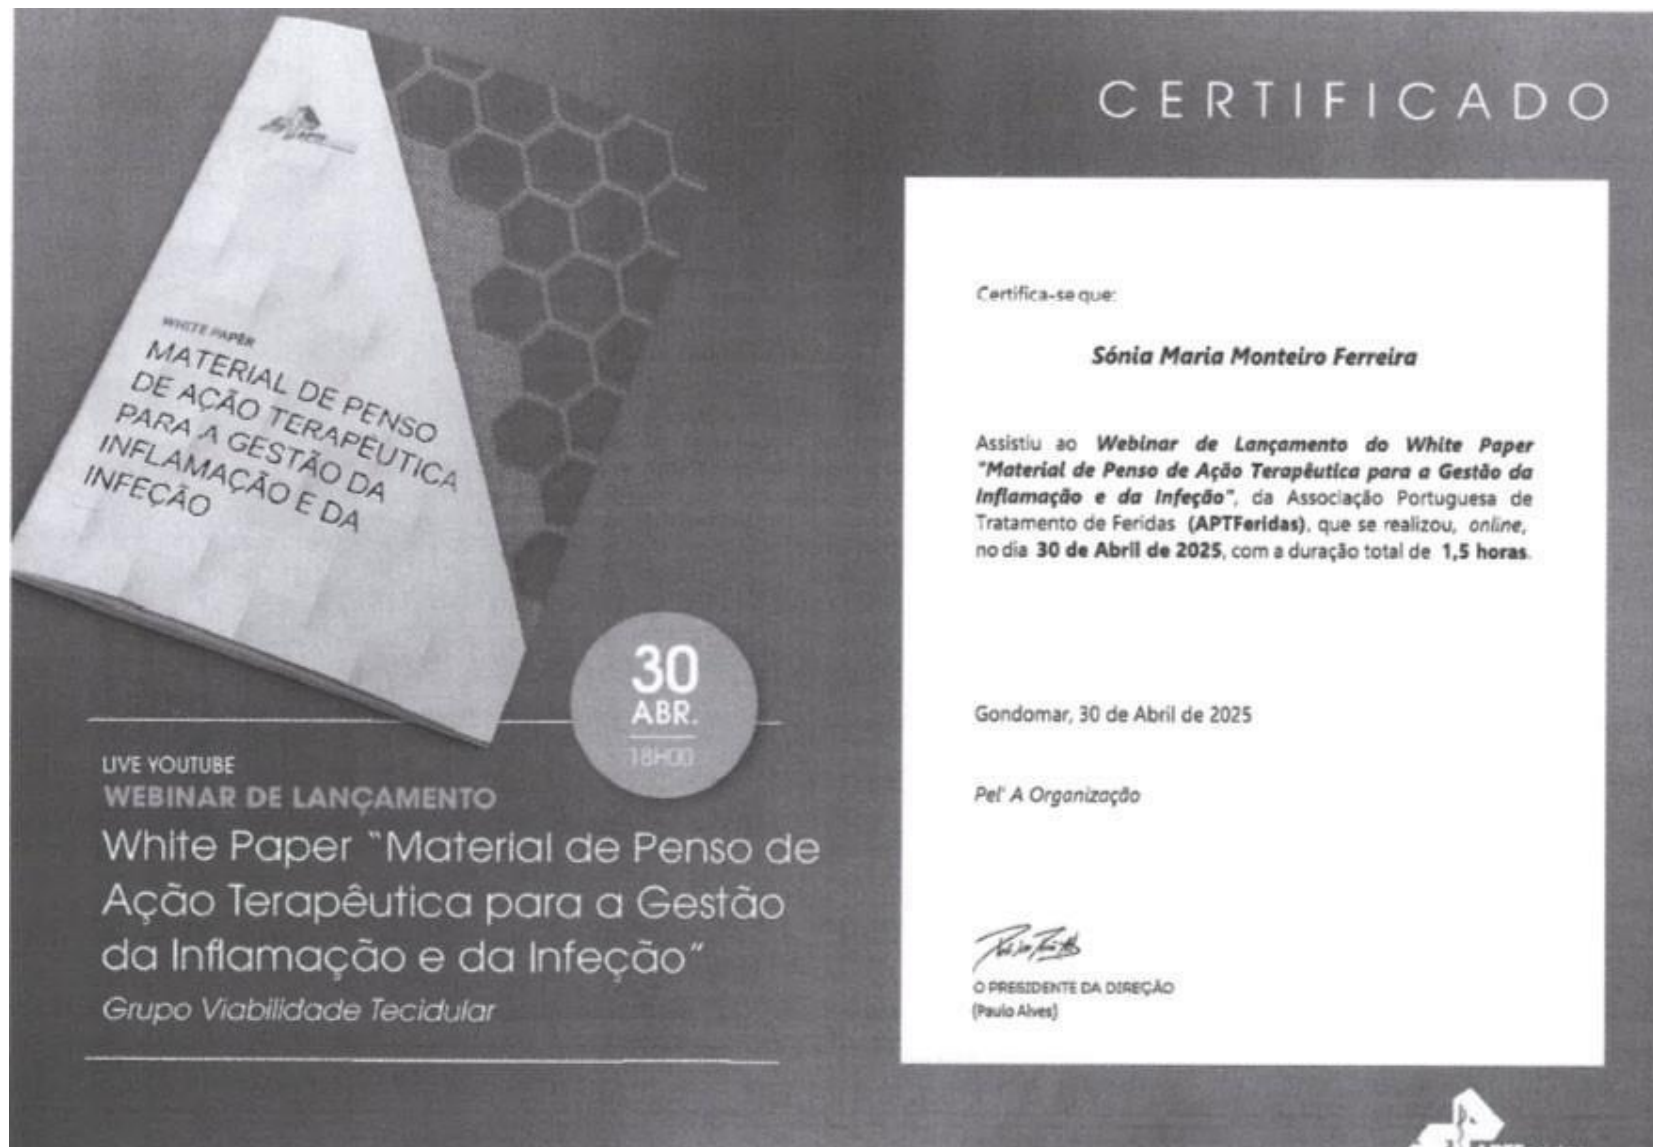 CERTIFICADO
WHITE PAPER
MATERIAL DE PENSO
DE AÇÃO TERAPÊUTICA
PARA A GESTÃO DA
INFLAMAÇÃO E DA
INFEÇÃO
30
ABR.
18H00
LIVE YOUTUBE
WEBINAR DE LANÇAMENTO
White Paper “Material de Penso de
Ação Terapêutica para a Gestão
da Inflamação e da Infeção”
Grupo Viabilidade Tecidular
Certifica-se que:
Sónia Maria Monteiro Ferreira
Assistiu ao Webinar de Lançamento do White Paper
"Material de Penso de Ação Terapêutica para a Gestão da
Inflamação e da Infeção", da Associação Portuguesa de
Tratamento de Feridas (APTFeridas), que se realizou, online,
no dia 30 de Abril de 2025, com a duração total de 1,5 horas.
Gondomar, 30 de Abril de 2025
Pel' A Organização
O PRESIDENTE DA DIREÇÃO
(Paulo Alves)